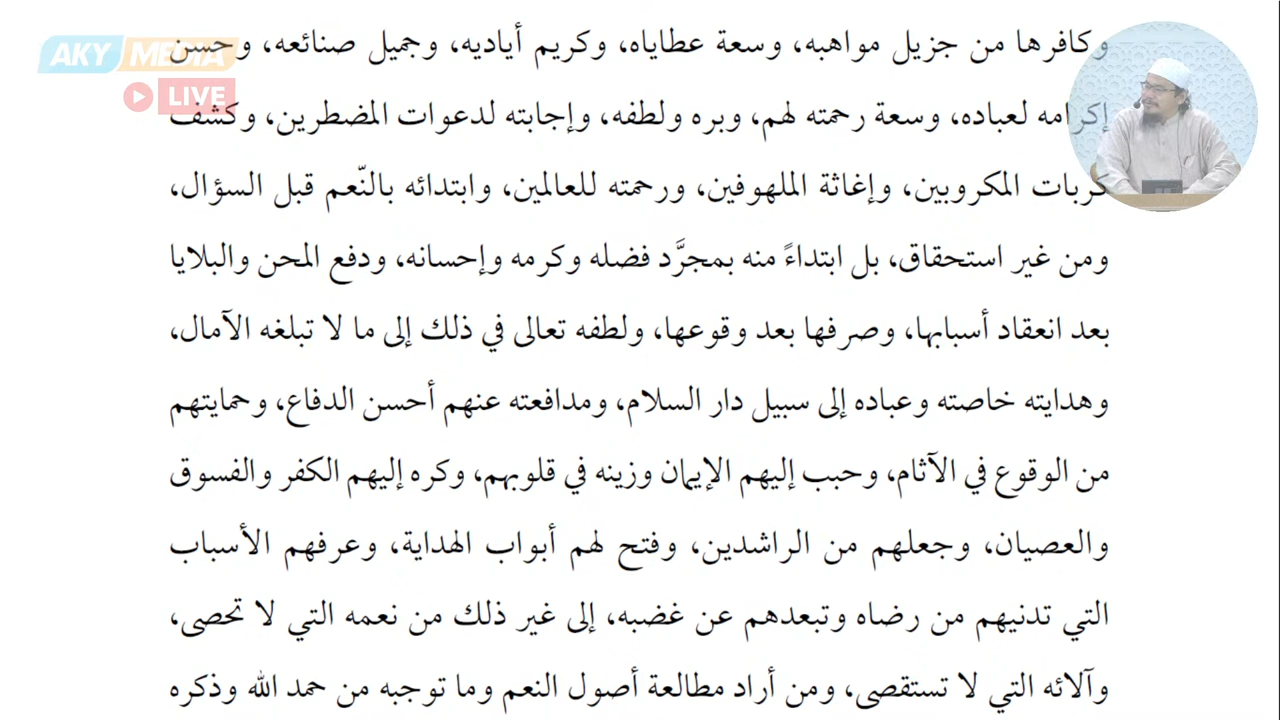 AKY MEDIA
LIVE
وكافرها من جزيل مواهبه، وسعة عطاياه، وكريم أياديه، وجميل صنائعه، وحسن
إكرامه لعباده، وسعة رحمته لهم، وبره ولطفه، وإجابته لدعوات المضطرين، وكشف
كربات المكروبين، وإغاثة الملهوفين، ورحمته للعالمين، وابتدائه بالنّعم قبل السؤال،
ومن غير استحقاق، بل ابتداءً منه بمجرَّد فضله وكرمه وإحسانه، ودفع المحن والبلايا
بعد انعقاد أسبابها، وصرفها بعد وقوعها، ولطفه تعالى في ذلك إلى ما لا تبلغه الآمال،
وهدايته خاصته وعباده إلى سبيل دار السلام، ومدافعته عنهم أحسن الدفاع، وحمايتهم
من الوقوع في الآثام، وحبب إليهم الإيمان وزينه في قلوبهم، وكره إليهم الكفر والفسوق
والعصيان، وجعلهم من الراشدين، وفتح لهم أبواب الهداية، وعرفهم الأسباب
التي تدنيهم من رضاه وتبعدهم عن غضبه، إلى غير ذلك من نعمه التي لا تحصى،
وآلائه التي لا تستقصى، ومن أراد مطالعة أصول النعم وما توجبه من حمد الله وذكره